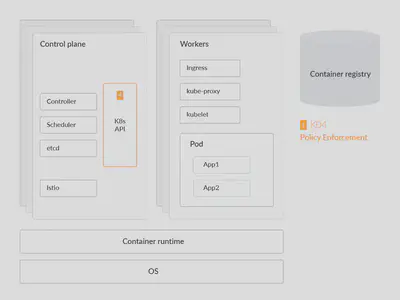 Control plane
Controller
Scheduler
etcd
Istio
K8s
API
Workers
Ingress
kube-proxy
kubelet
Pod
App1
App2
Container registry
Policy Enforcement
Container runtime
OS